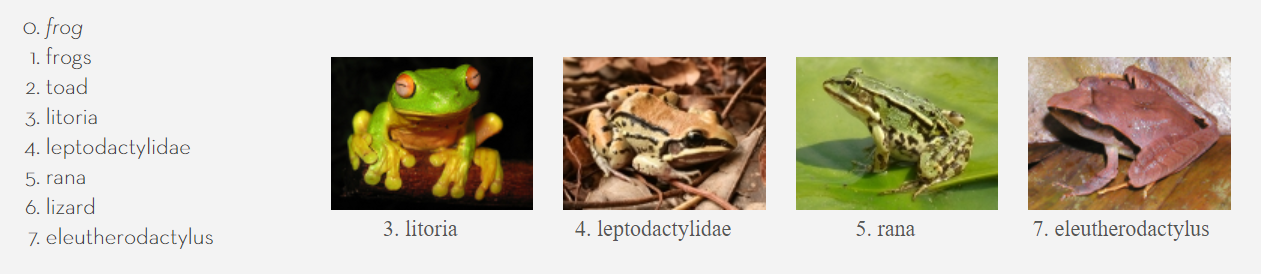 0. frog
1. frogs
2. toad
3. litoria
4. leptodactylidae
5. rana
6. lizard
7. eleutherodactylus
3. litoria
4. leptodactylidae
5. rana
7. eleutherodactylus